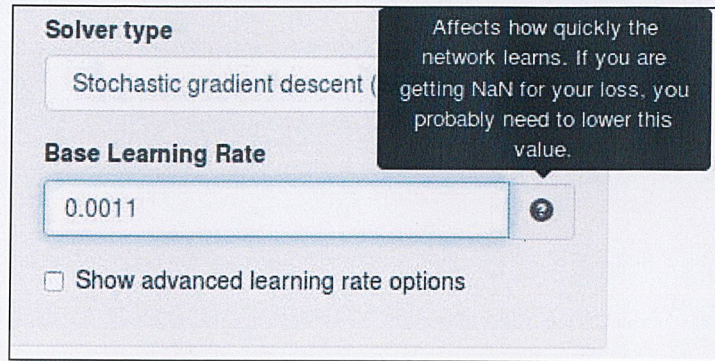 Solver type
Stochastic gradient descent (
Affects how quickly the
network learns. If you are
getting NaN for your loss, you
probably need to lower this
value.
Base Learning Rate
0.0011
Show advanced learning rate options